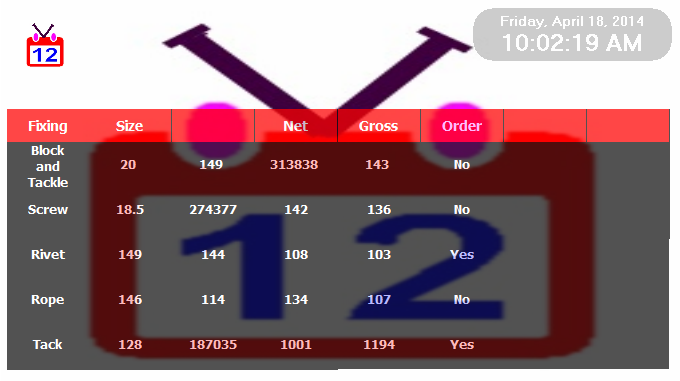 Friday, April 18, 2014
10:02:19 AM
12
Fixing Size Net Gross Order
Block
and
Tackle 20 149 313838 143 No
Screw 18.5 274377 142 136 No
Rivet 149 144 108 103 Yes
Rope 146 114 134 107 No
Tack 128 187035 1001 1194 Yes
12